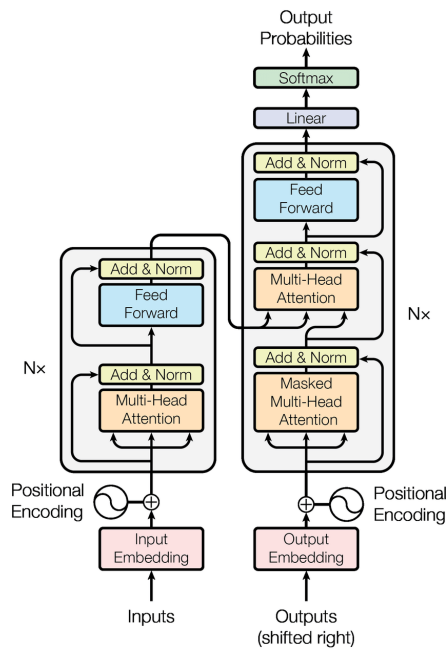 Output
Probabilities
Softmax
Linear
Add & Norm
Feed
Forward
Add & Norm
Multi-Head
Attention
Add & Norm
Masked
Multi-Head
Attention
Nx
Positional
Encoding
Output
Embedding
Outputs
(shifted right)
Add & Norm
Feed
Forward
Add & Norm
Multi-Head
Attention
Nx
Positional
Encoding
Input
Embedding
Inputs